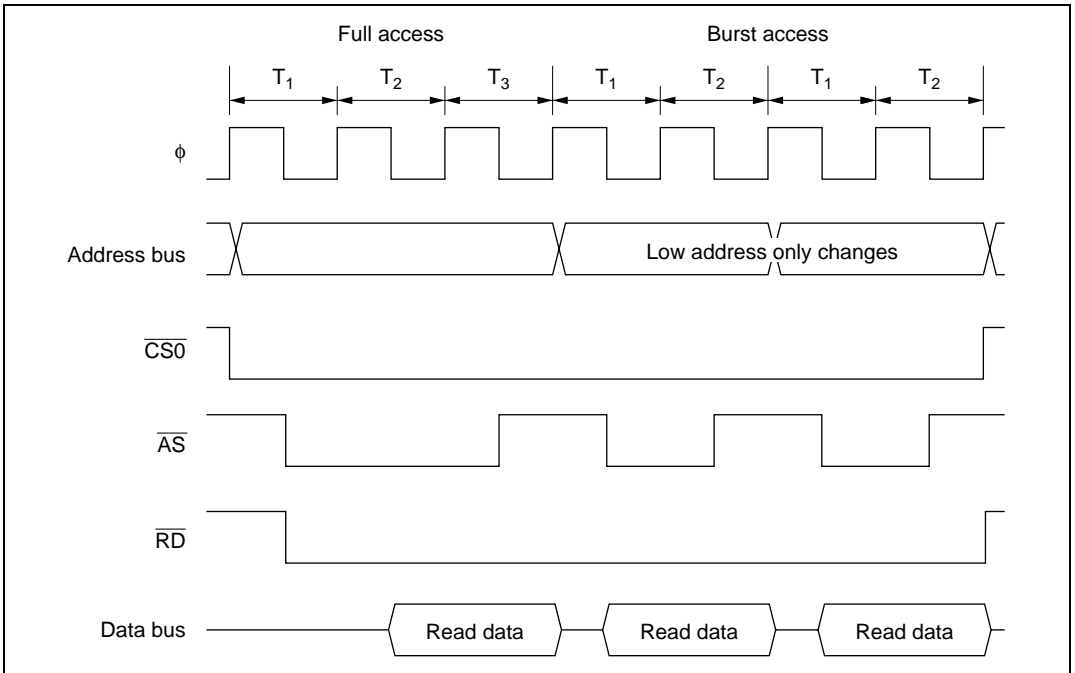 Full access Burst access
T1 T2 T3 T1 T2 T1 T2
ϕ
Address bus Low address only changes
CS0
AS
RD
Data bus Read data Read data Read data